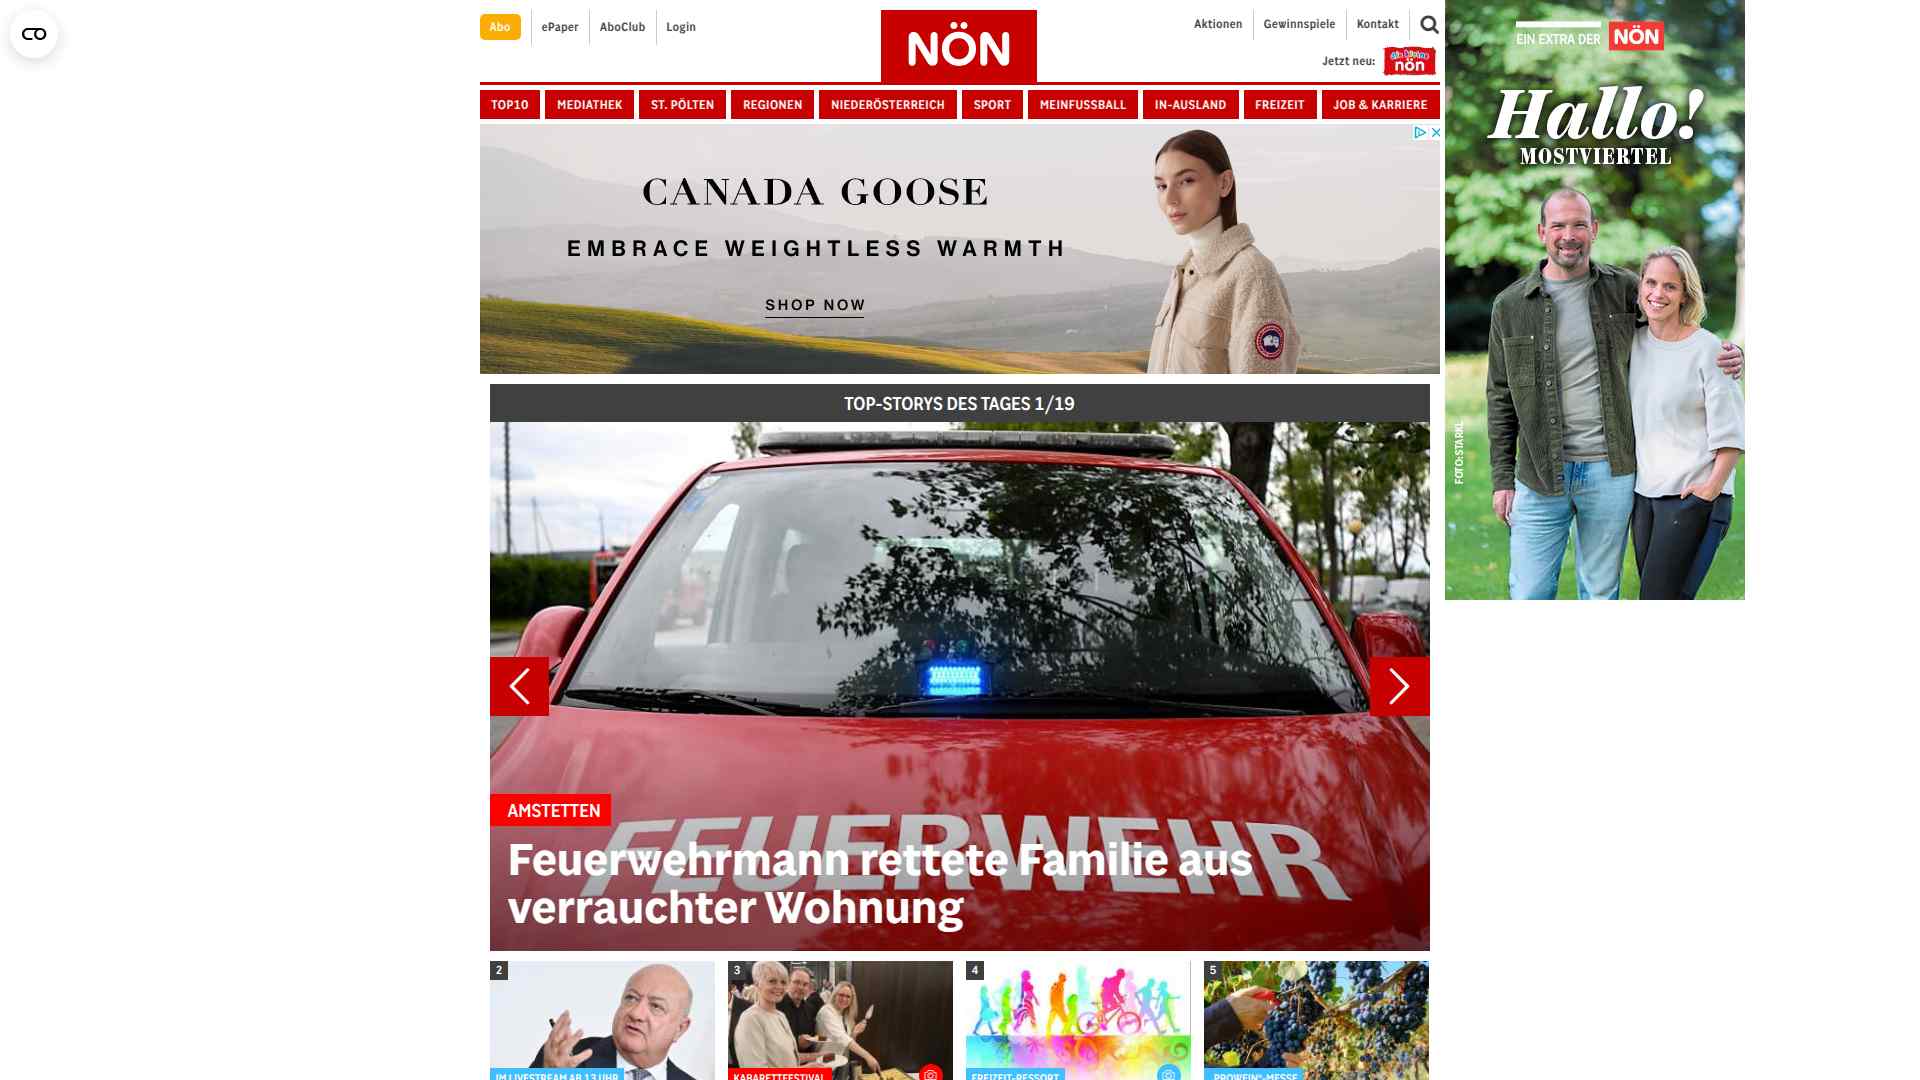 Abo
ePaper
AboClub
Login
NÖN
Aktionen
Gewinnspiele
Kontakt
Jetzt neu:
die kleine
nön
TOP10
MEDIATHEK
ST. PÖLTEN
REGIONEN
NIEDERÖSTERREICH
SPORT
MEINFUSSBALL
IN-AUSLAND
FREIZEIT
JOB & KARRIERE
CANADA GOOSE
EMBRACE WEIGHTLESS WARMTH
SHOP NOW
EIN EXTRA DER NÖN
Hallo!
MOSTVIERTEL
FOTO: STARKL
TOP-STORYS DES TAGES 1/19
FEUERWEHR
AMSTETTEN
Feuerwehrmann rettete Familie aus
verrauchter Wohnung
2
IM LIVESTREAM AB 13 UHR
3
KABARETTFESTIVAL
4
FREIZEIT-RESSORT
5
„PROWEIN“-MESSE